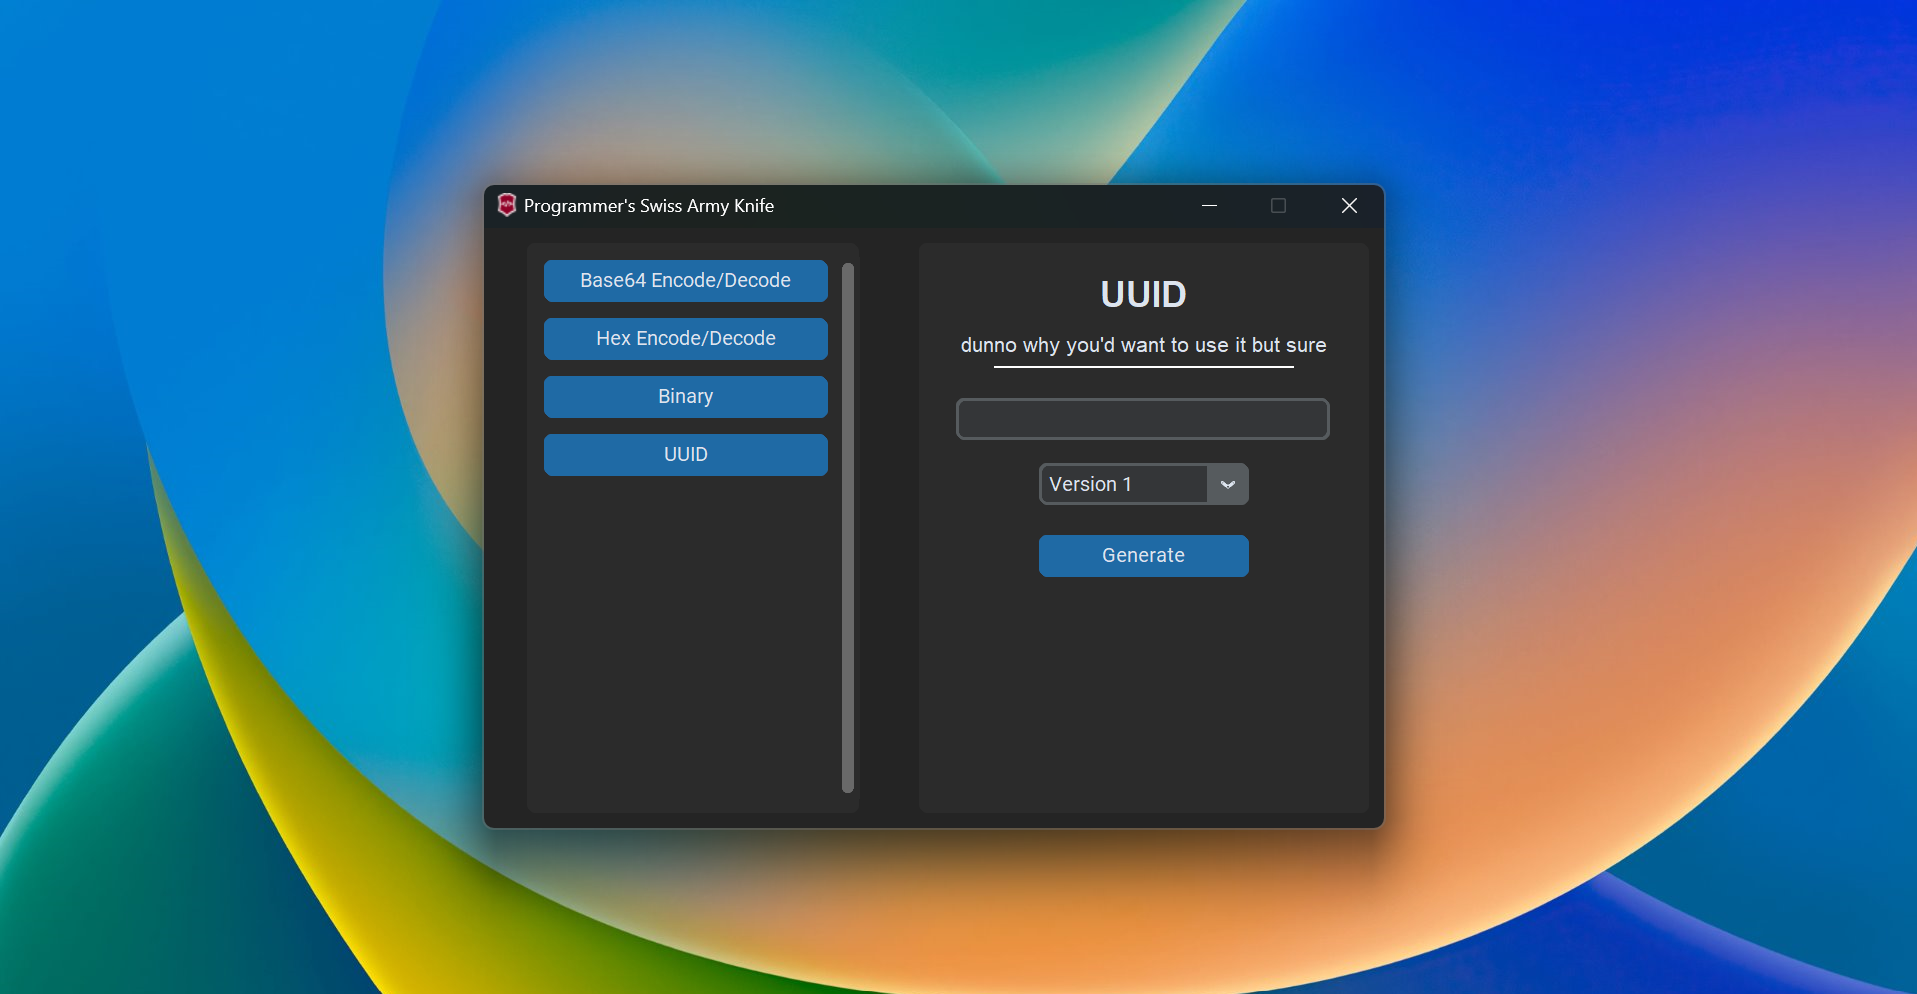 Programmer's Swiss Army Knife
Base64 Encode/Decode
Hex Encode/Decode
Binary
UUID
UUID
dunno why you'd want to use it but sure
Version 1
Generate